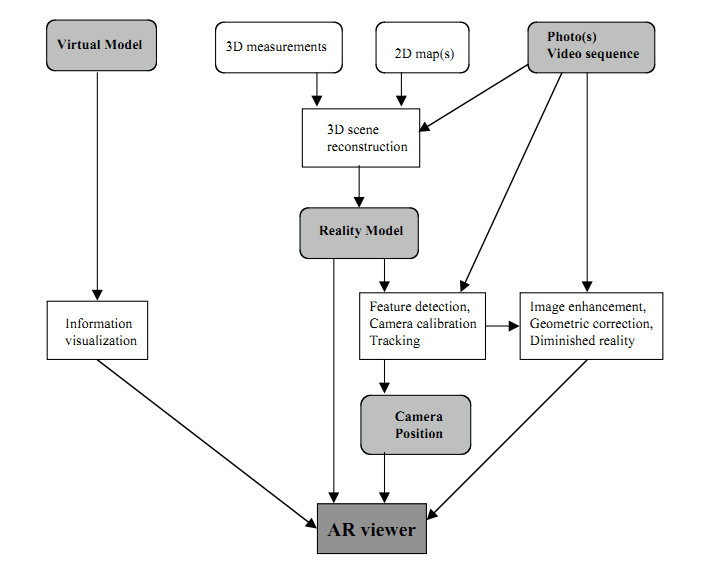 Virtual Model
3D measurements
2D map(s)
Photo(s)
Video sequence
3D scene
reconstruction
Reality Model
Information
visualization
Feature detection,
Camera calibration
Tracking
Image enhancement,
Geometric correction,
Diminished reality
Camera
Position
AR viewer